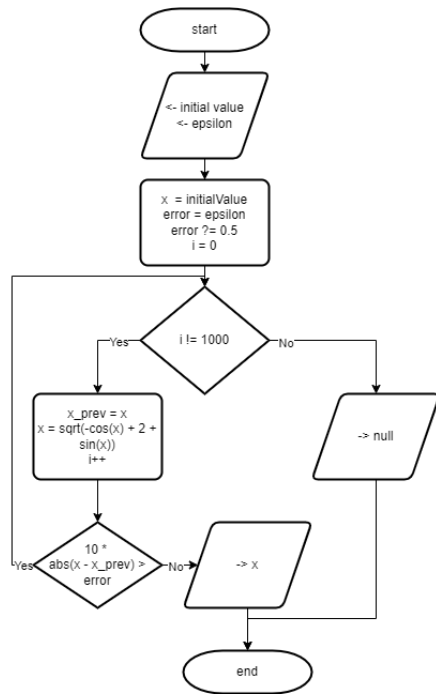 start
<- initial value
<- epsilon
x = initialValue
error = epsilon
error ?= 0.5
i = 0
i != 1000
Yes
No
x_prev = x
x = sqrt(-cos(x) + 2 +
sin(x))
i++
-> null
10 *
abs(x - x_prev) >
error
Yes
No
-> x
end